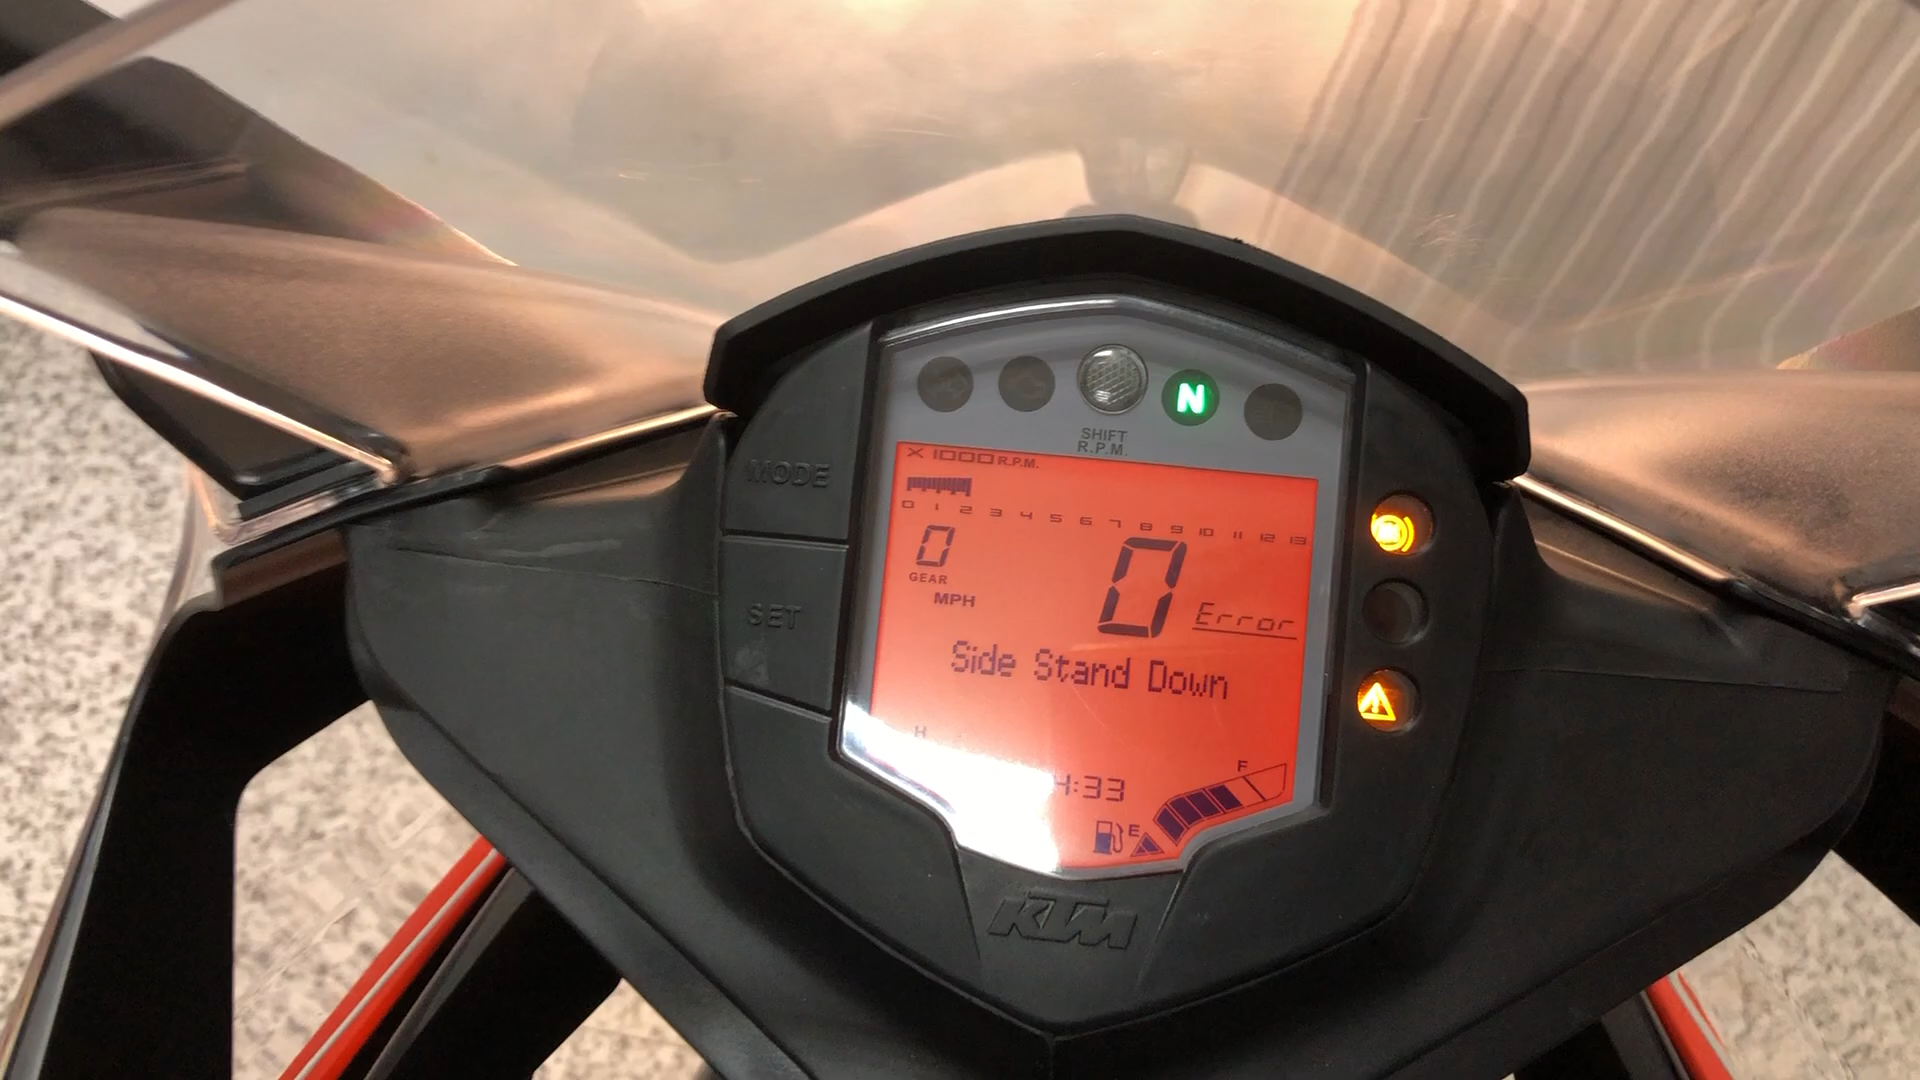 N
SHIFT
R.P.M.
X 1000 R.P.M.
0 1 2 3 4 5 6 7 8 9 10 11 12 13
MODE
0
GEAR
MPH
0
Error
SET
Side Stand Down
H
4:33
F
E
KTM